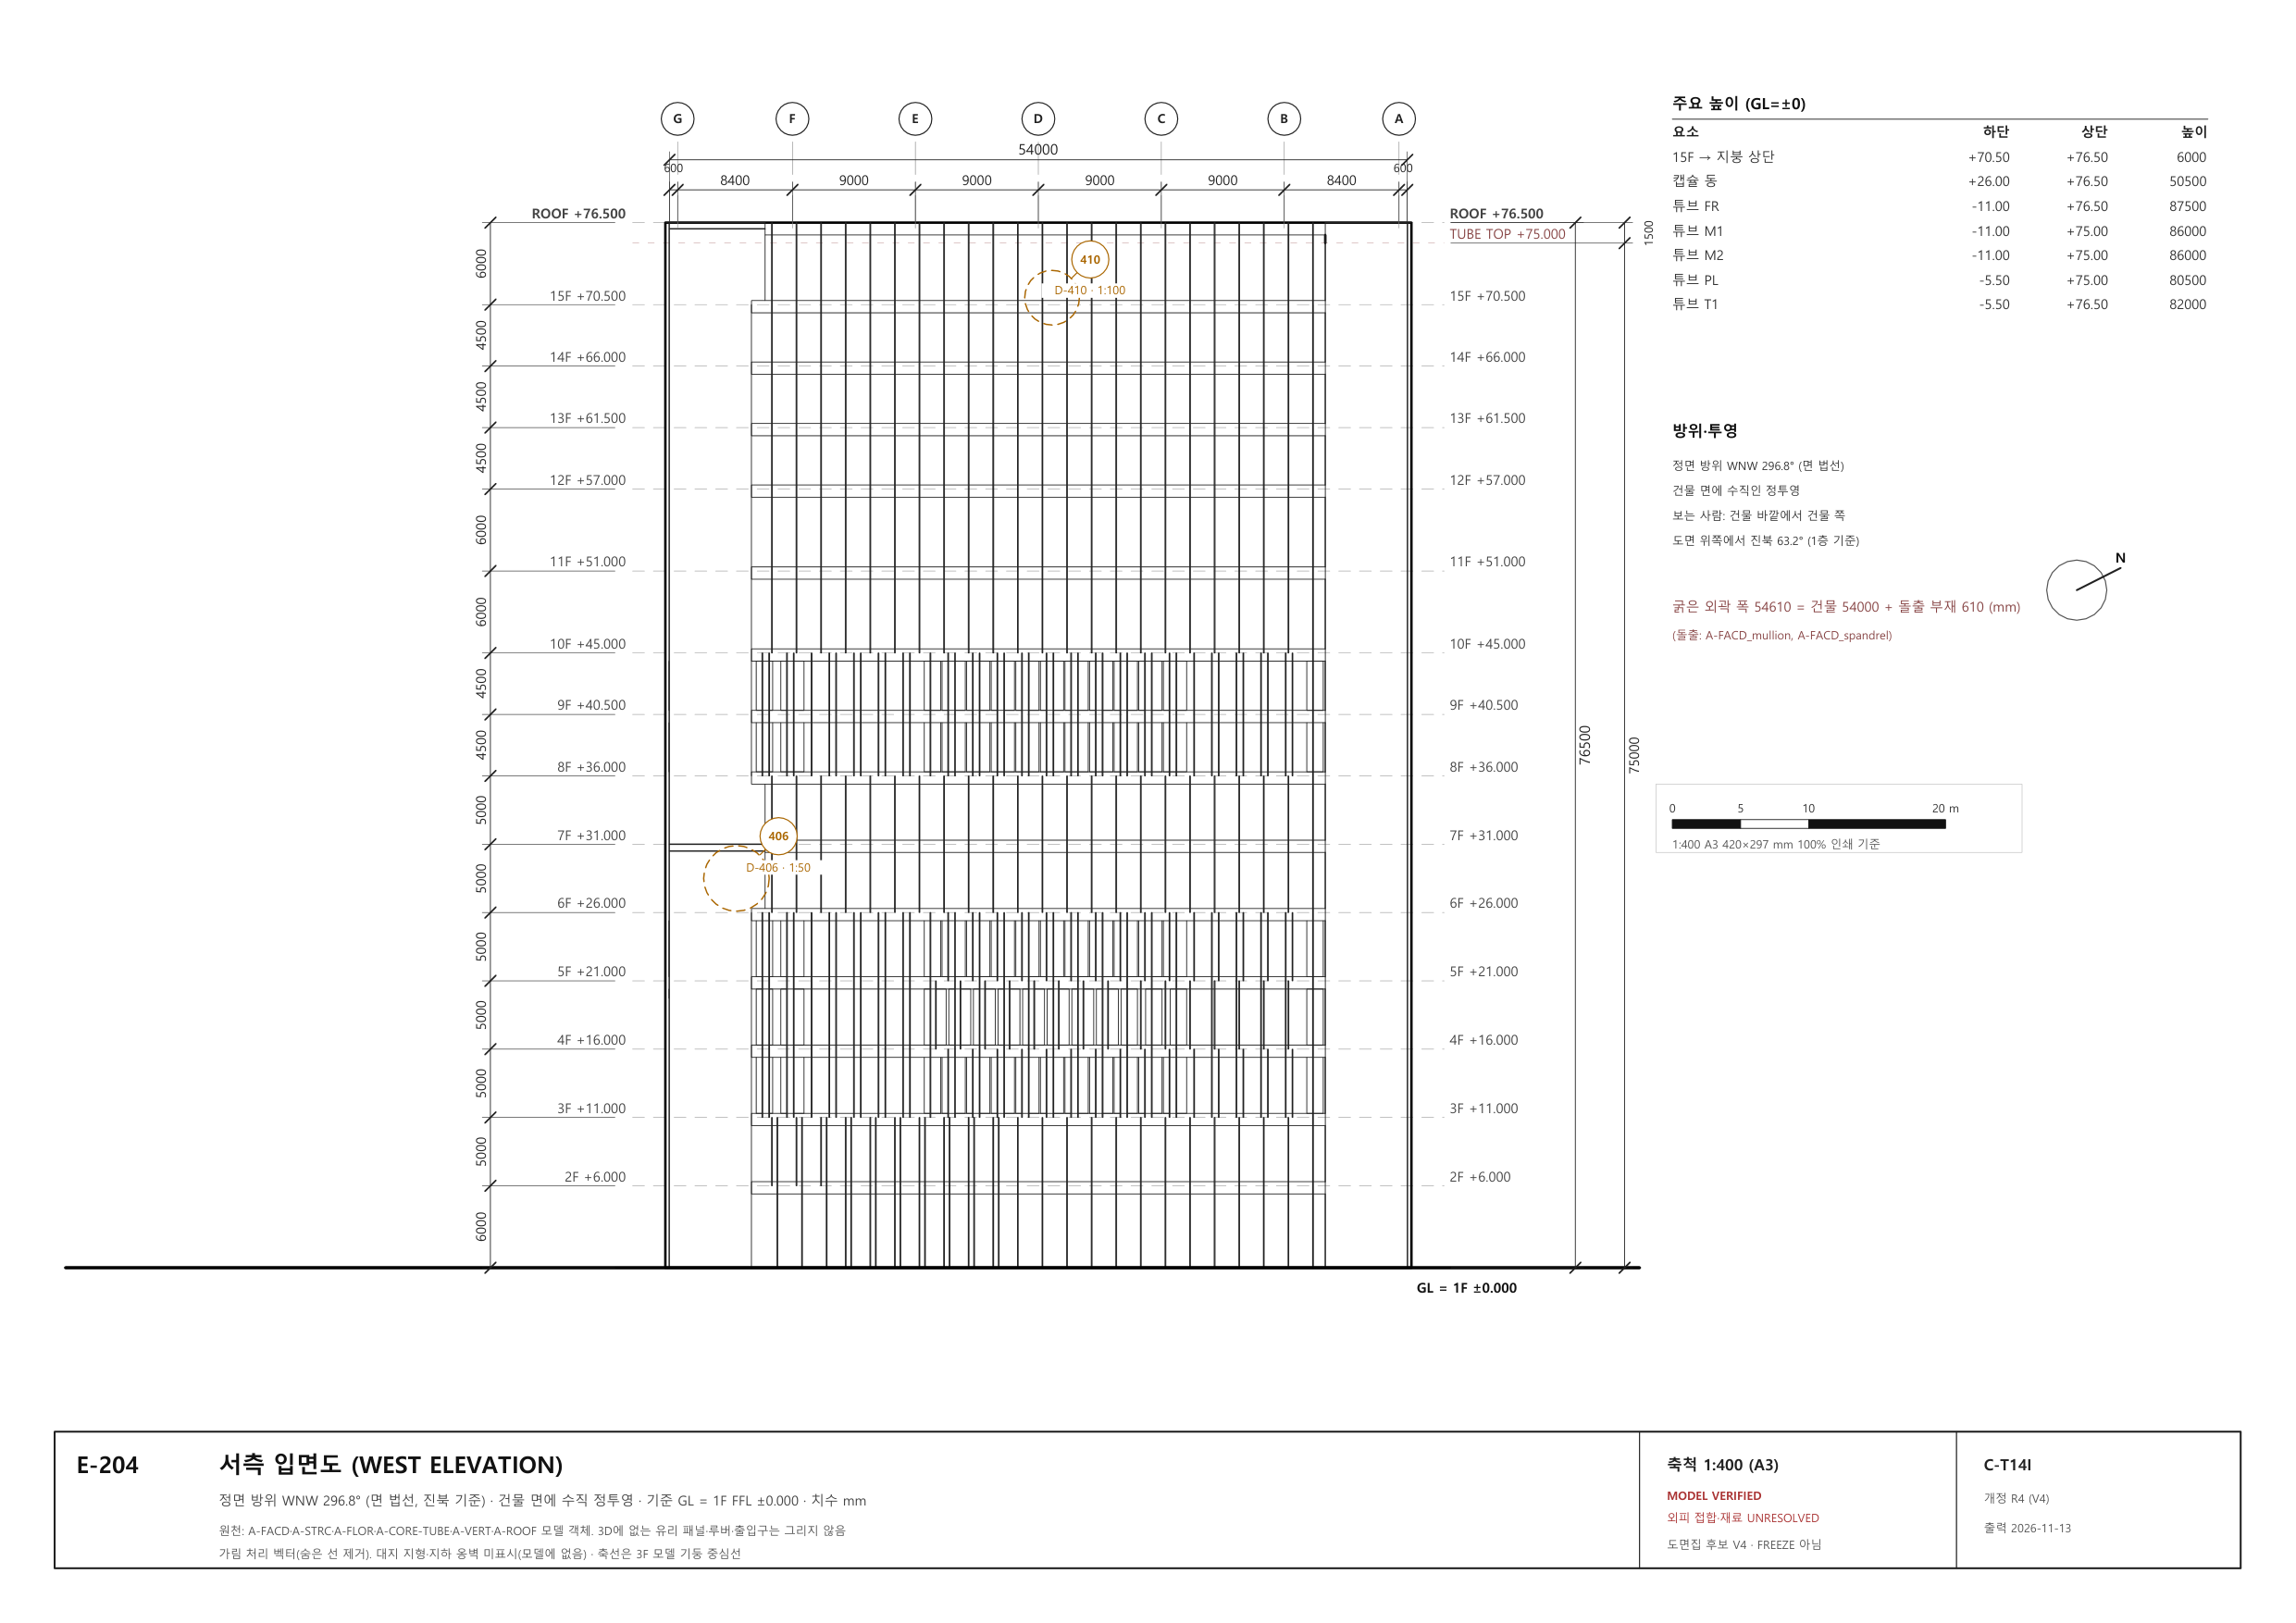 G F E D C B A
54000
600 8400 9000 9000 9000 9000 8400 600
ROOF +76.500
15F +70.500
14F +66.000
13F +61.500
12F +57.000
11F +51.000
10F +45.000
9F +40.500
8F +36.000
7F +31.000
6F +26.000
5F +21.000
4F +16.000
3F +11.000
2F +6.000
6000
4500
4500
4500
6000
6000
4500
4500
5000
5000
5000
5000
5000
5000
6000
410
D-410 · 1:100
406
D-406 · 1:50
ROOF +76.500
TUBE TOP +75.000
15F +70.500
14F +66.000
13F +61.500
12F +57.000
11F +51.000
10F +45.000
9F +40.500
8F +36.000
7F +31.000
6F +26.000
5F +21.000
4F +16.000
3F +11.000
2F +6.000
GL = 1F ±0.000
76500
1500
75000
주요 높이 (GL=±0)
요소 하단 상단 높이
15F → 지붕 상단 +70.50 +76.50 6000
캡슐 동 +26.00 +76.50 50500
튜브 FR -11.00 +76.50 87500
튜브 M1 -11.00 +75.00 86000
튜브 M2 -11.00 +75.00 86000
튜브 PL -5.50 +75.00 80500
튜브 T1 -5.50 +76.50 82000
방위·투영
정면 방위 WNW 296.8° (면 법선)
건물 면에 수직인 정투영
보는 사람: 건물 바깥에서 건물 쪽
도면 위쪽에서 진북 63.2° (1층 기준)
N
굵은 외곽 폭 54610 = 건물 54000 + 돌출 부재 610 (mm)
(돌출: A-FACD_mullion, A-FACD_spandrel)
0 5 10 20 m
1:400 A3 420×297 mm 100% 인쇄 기준
E-204
서측 입면도 (WEST ELEVATION)
정면 방위 WNW 296.8° (면 법선, 진북 기준) · 건물 면에 수직 정투영 · 기준 GL = 1F FFL ±0.000 · 치수 mm
원천: A-FACD·A-STRC·A-FLOR·A-CORE-TUBE·A-VERT·A-ROOF 모델 객체. 3D에 없는 유리 패널·루버·출입구는 그리지 않음
가림 처리 벡터(숨은 선 제거). 대지 지형·지하 옹벽 미표시(모델에 없음) · 축선은 3F 모델 기둥 중심선
축척 1:400 (A3)
MODEL VERIFIED
외피 접합·재료 UNRESOLVED
도면집 후보 V4 · FREEZE 아님
C-T14I
개정 R4 (V4)
출력 2026-11-13